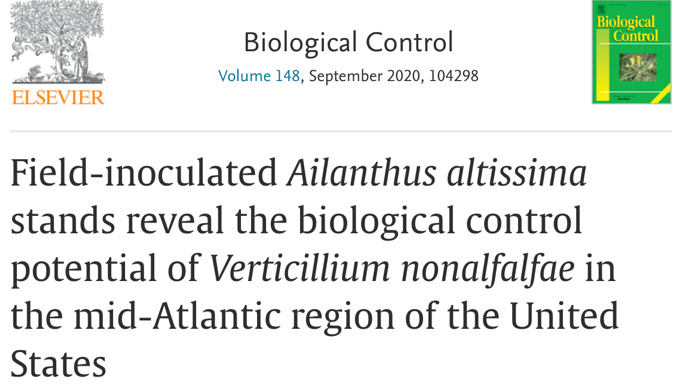 Biological Control
Volume 148, September 2020, 104298
ELSEVIER
Biological
Control
Field-inoculated Ailanthus altissima
stands reveal the biological control
potential of Verticillium nonalfalfae in
the mid-Atlantic region of the United
States